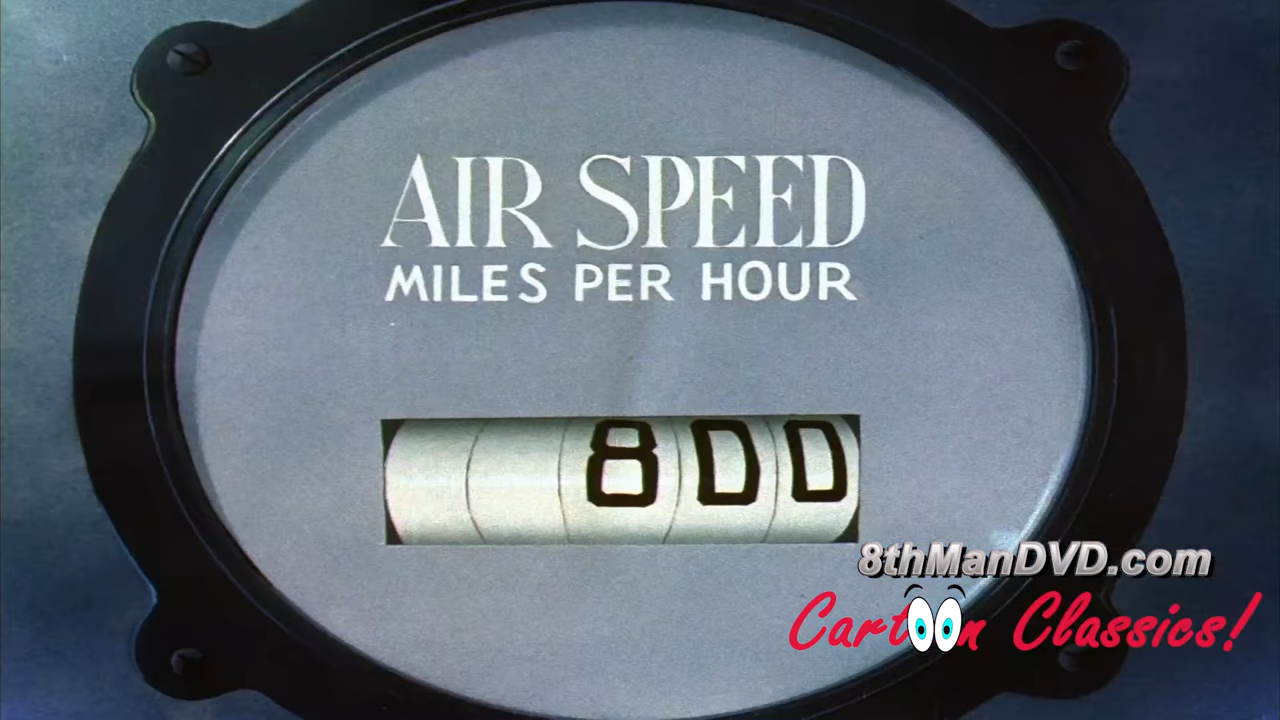 AIR SPEED
MILES PER HOUR
800
8thManDVD.com
Cartoon Classics!